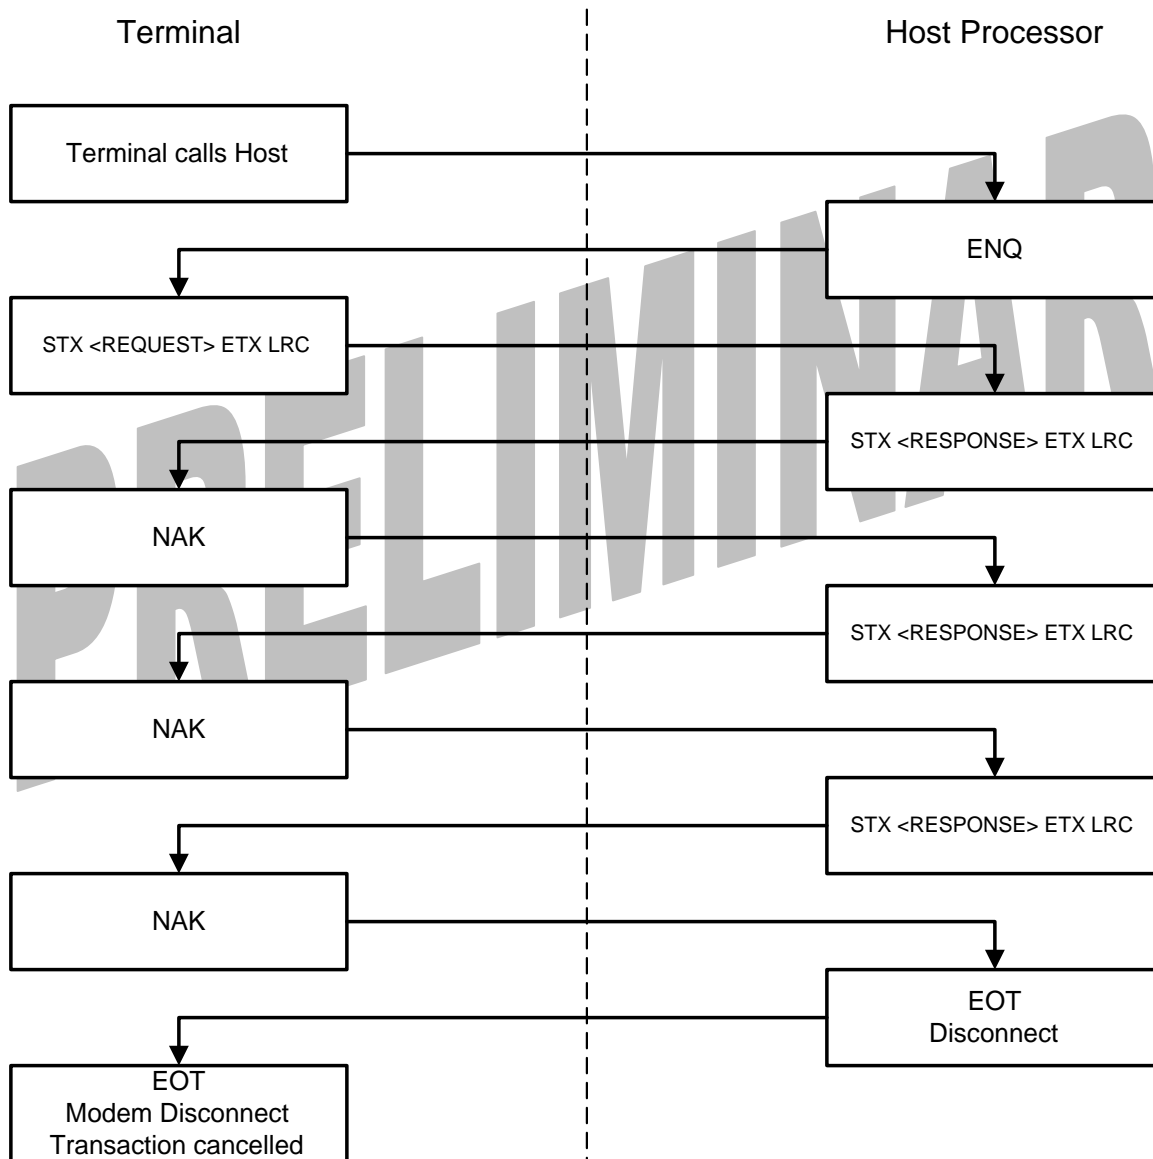 Terminal
Host Processor
Terminal calls Host
ENQ
STX <REQUEST> ETX LRC
STX <RESPONSE> ETX LRC
NAK
STX <RESPONSE> ETX LRC
NAK
STX <RESPONSE> ETX LRC
NAK
EOT
Disconnect
EOT
Modem Disconnect
Transaction cancelled
PRELIMINAR